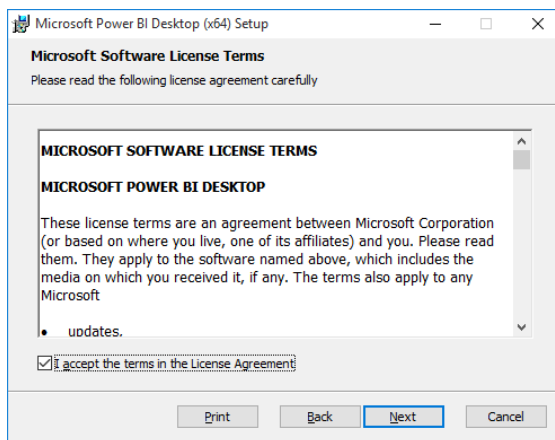 Microsoft Power BI Desktop (x64) Setup
Microsoft Software License Terms
Please read the following license agreement carefully
MICROSOFT SOFTWARE LICENSE TERMS
MICROSOFT POWER BI DESKTOP
These license terms are an agreement between Microsoft Corporation
(or based on where you live, one of its affiliates) and you. Please read
them. They apply to the software named above, which includes the
media on which you received it, if any. The terms also apply to any
Microsoft
• updates,
I accept the terms in the License Agreement
Print
Back
Next
Cancel